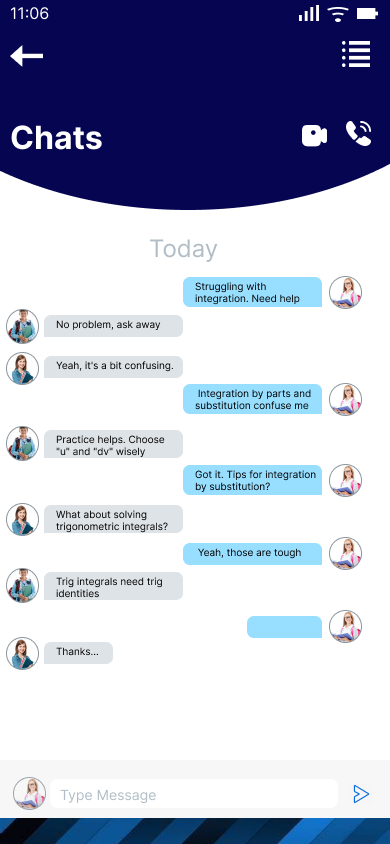 11:06
Chats
Today
Struggling with
integration. Need help
No problem, ask away
Yeah, it's a bit confusing.
Integration by parts and
substitution confuse me
Practice helps. Choose
"u" and "dv" wisely
Got it. Tips for integration
by substitution?
What about solving
trigonometric integrals?
Yeah, those are tough
Trig integrals need trig
identities
Thanks...
Type Message